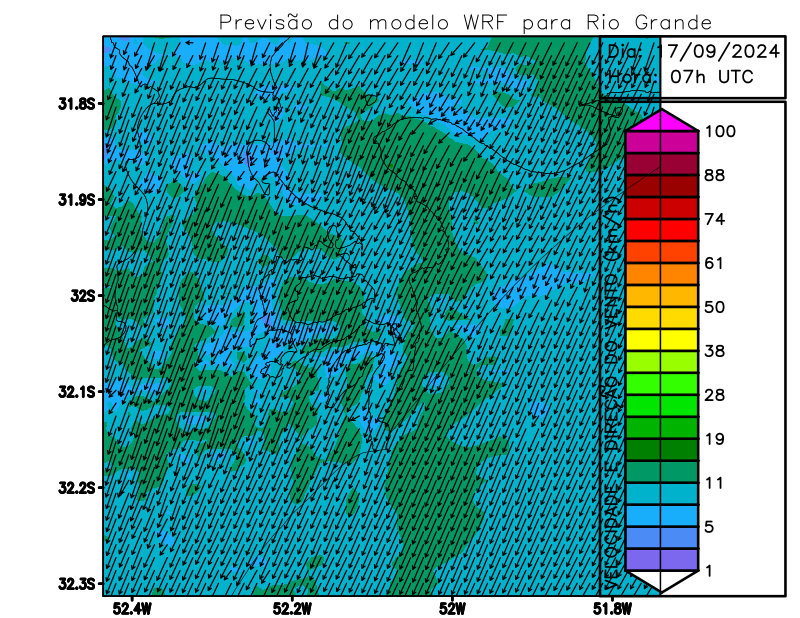 Previsão do modelo WRF para Rio Grande
Dia: 17/09/2024
Hora: 07h UTC
31.8S
31.9S
32S
32.1S
32.2S
32.3S
52.4W
52.2W
52W
51.8W
VELOCIDADE E DIREÇÃO DO VENTO (km/h)
100
88
74
61
50
38
28
19
11
5
1